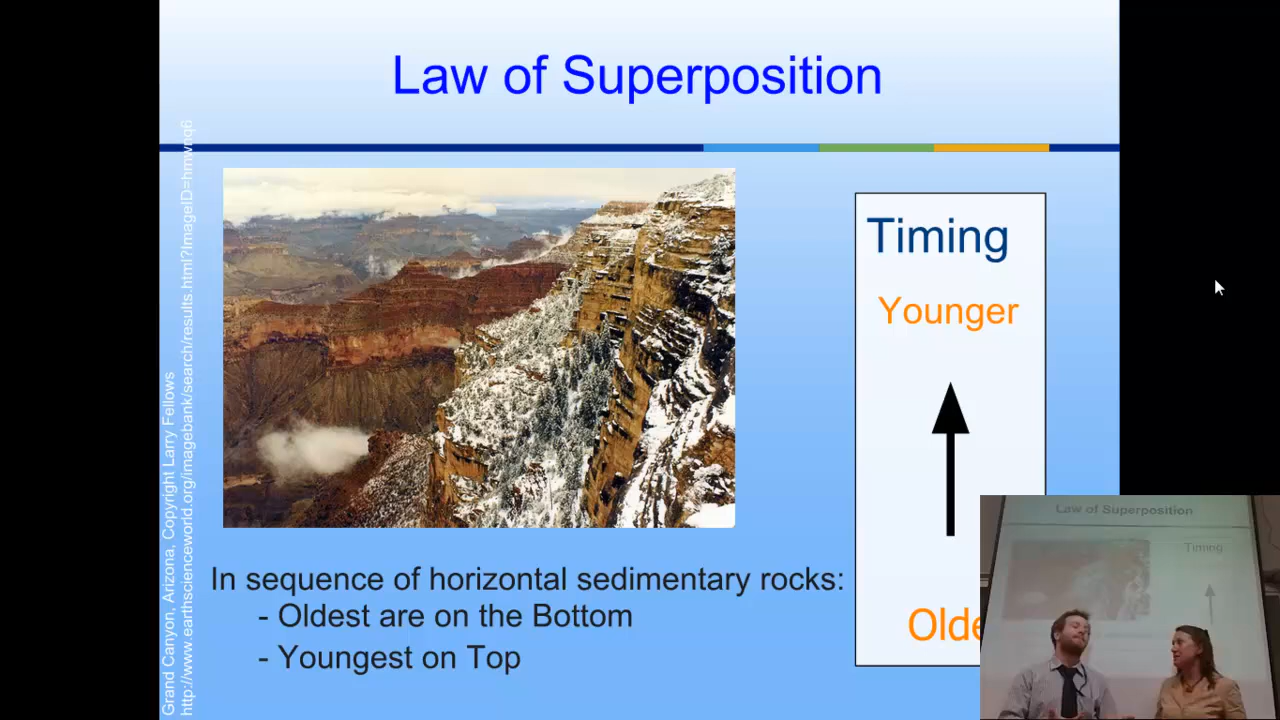 Law of Superposition
Timing
Younger
In sequence of horizontal sedimentary rocks:
- Oldest are on the Bottom
- Youngest on Top
Grand Canyon, Arizona, Copyright Larry Fellows
http://www.earthscienceworld.org/imagebank/search/results.html?ImageID=hmwnq6
Law of Superposition
Timing